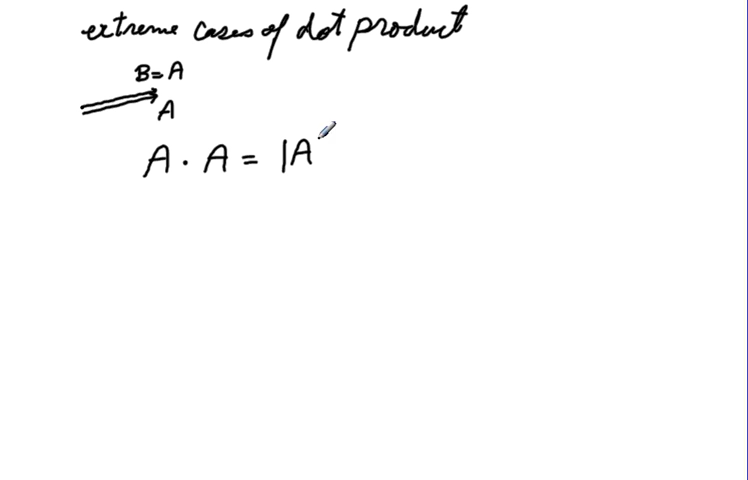 extreme cases of dot product
B = A
A
A · A = |A